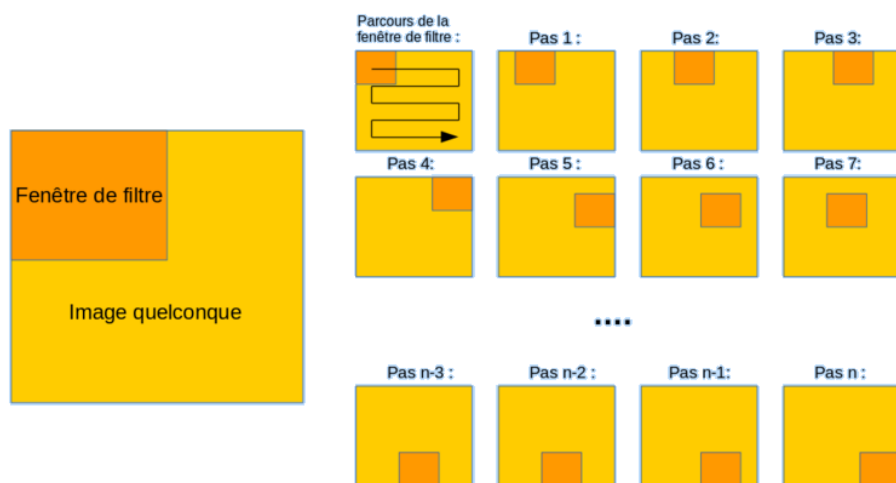 Parcours de la
fenêtre de filtre :
Pas 1 :
Pas 2:
Pas 3:
Fenêtre de filtre
Image quelconque
Pas 4:
Pas 5 :
Pas 6 :
Pas 7:
....
Pas n-3 :
Pas n-2 :
Pas n-1:
Pas n :